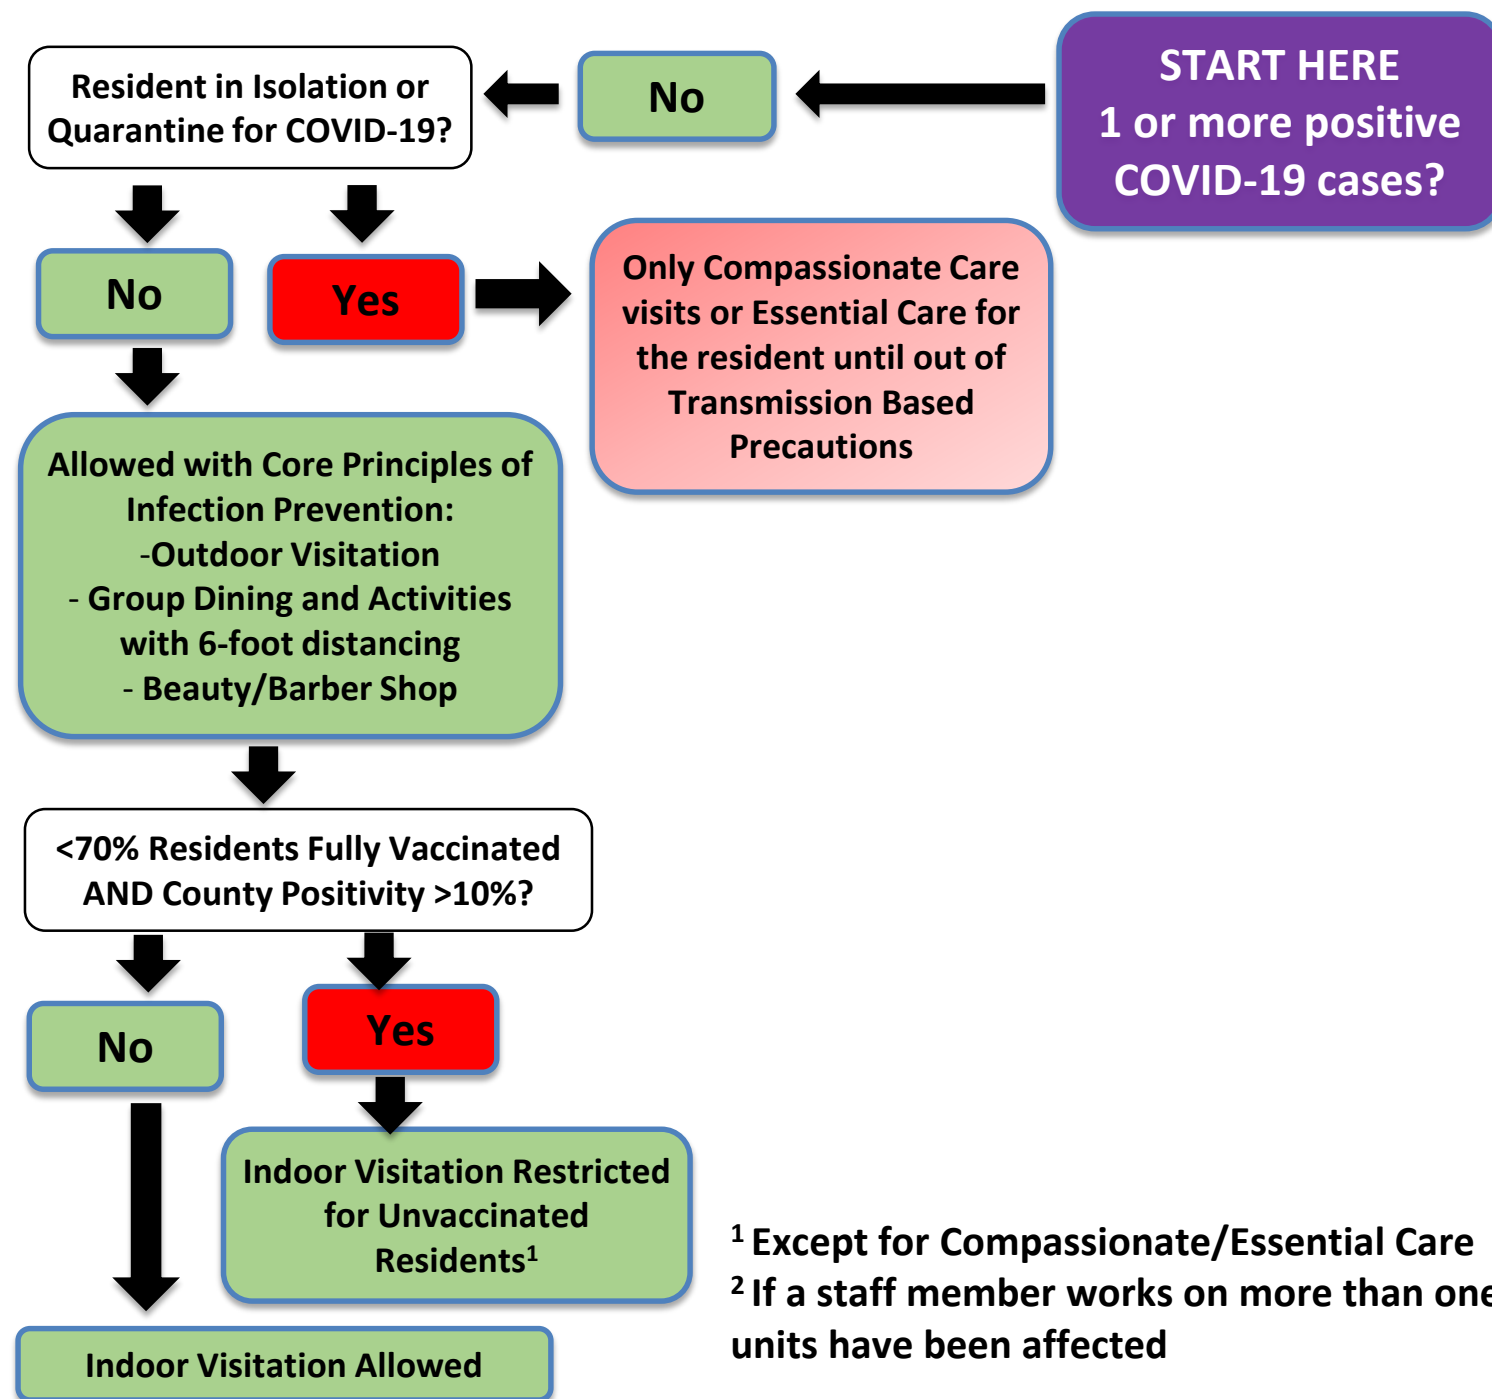 START HERE
1 or more positive
COVID-19 cases?
No
Resident in Isolation or
Quarantine for COVID-19?
No
Yes
Only Compassionate Care
visits or Essential Care for
the resident until out of
Transmission Based
Precautions
Allowed with Core Principles of
Infection Prevention:
-Outdoor Visitation
- Group Dining and Activities
with 6-foot distancing
- Beauty/Barber Shop
<70% Residents Fully Vaccinated
AND County Positivity >10%?
No
Yes
Indoor Visitation Restricted
for Unvaccinated
Residents¹
Indoor Visitation Allowed
¹ Except for Compassionate/Essential Care
² If a staff member works on more than one
units have been affected